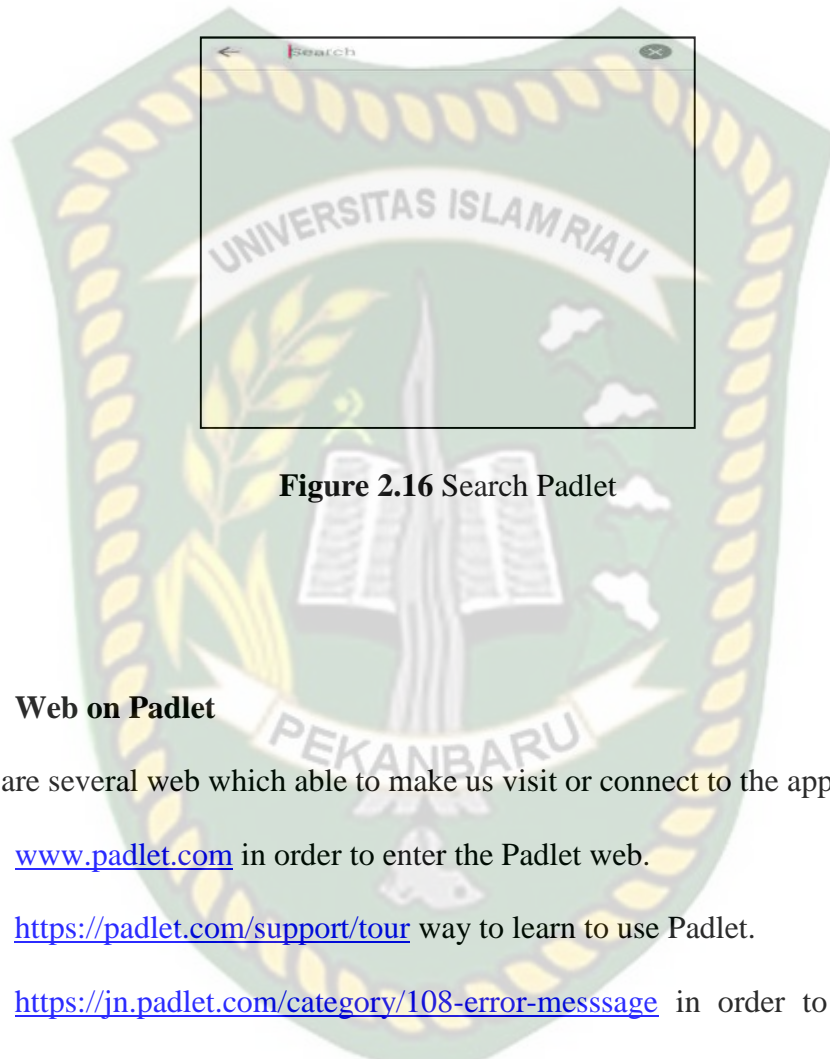 Search
UNIVERSITAS ISLAM RIAU
Figure 2.16 Search Padlet
Web on Padlet
PEKANBARU
are several web which able to make us visit or connect to the app
www.padlet.com in order to enter the Padlet web.
https://padlet.com/support/tour way to learn to use Padlet.
https://jn.padlet.com/category/108-error-messsage in order to